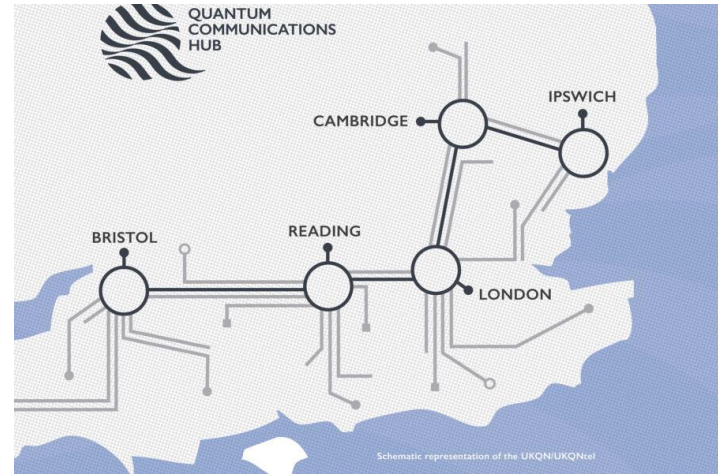 QUANTUM
COMMUNICATIONS
HUB
IPSWICH
CAMBRIDGE
BRISTOL
READING
LONDON
Schematic representation of the UKQN/UKQNtel